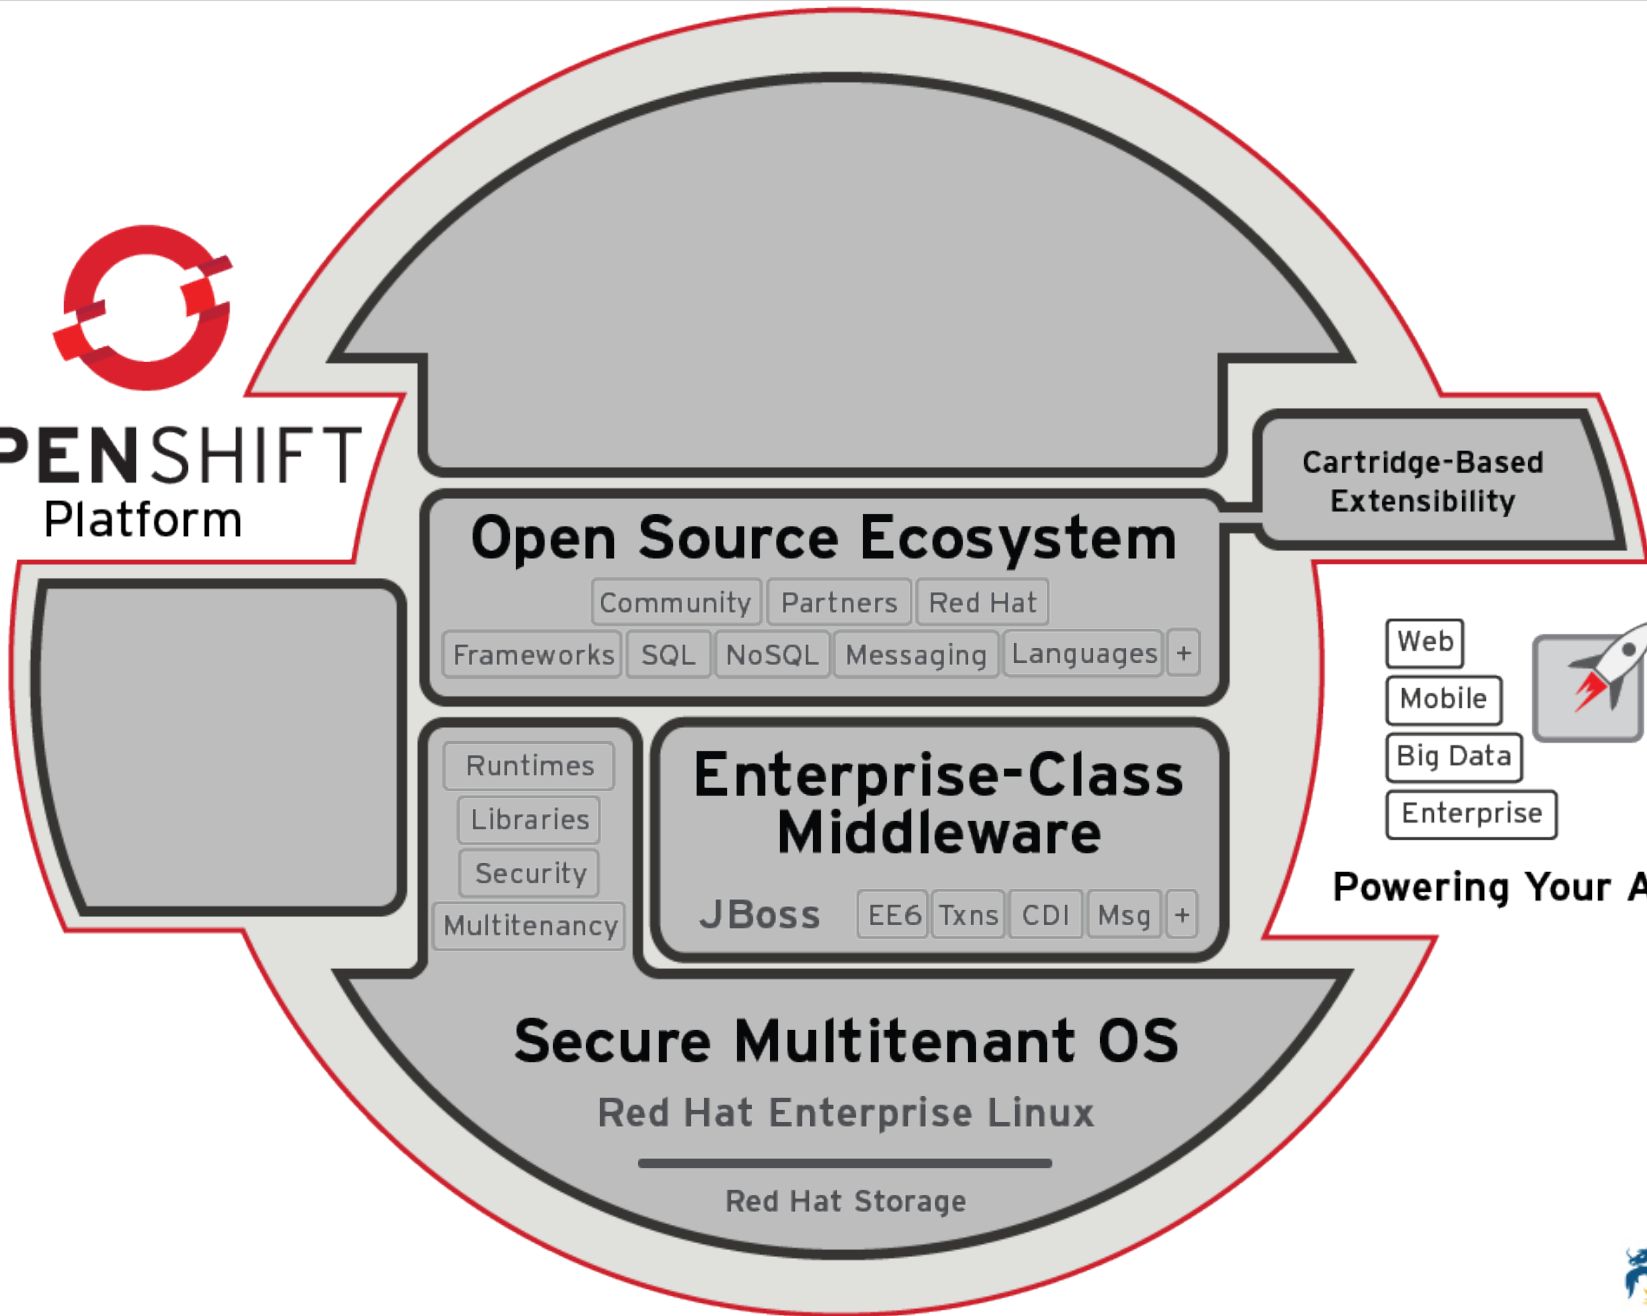 PENSHIFT
Platform
Cartridge-Based
Extensibility
Open Source Ecosystem
Community Partners Red Hat
Frameworks SQL NoSQL Messaging Languages +
Web
Mobile
Big Data
Enterprise
Powering Your A
Runtimes
Libraries
Security
Multitenancy
Enterprise-Class
Middleware
JBoss EE6 Txns CDI Msg +
Secure Multitenant OS
Red Hat Enterprise Linux
Red Hat Storage